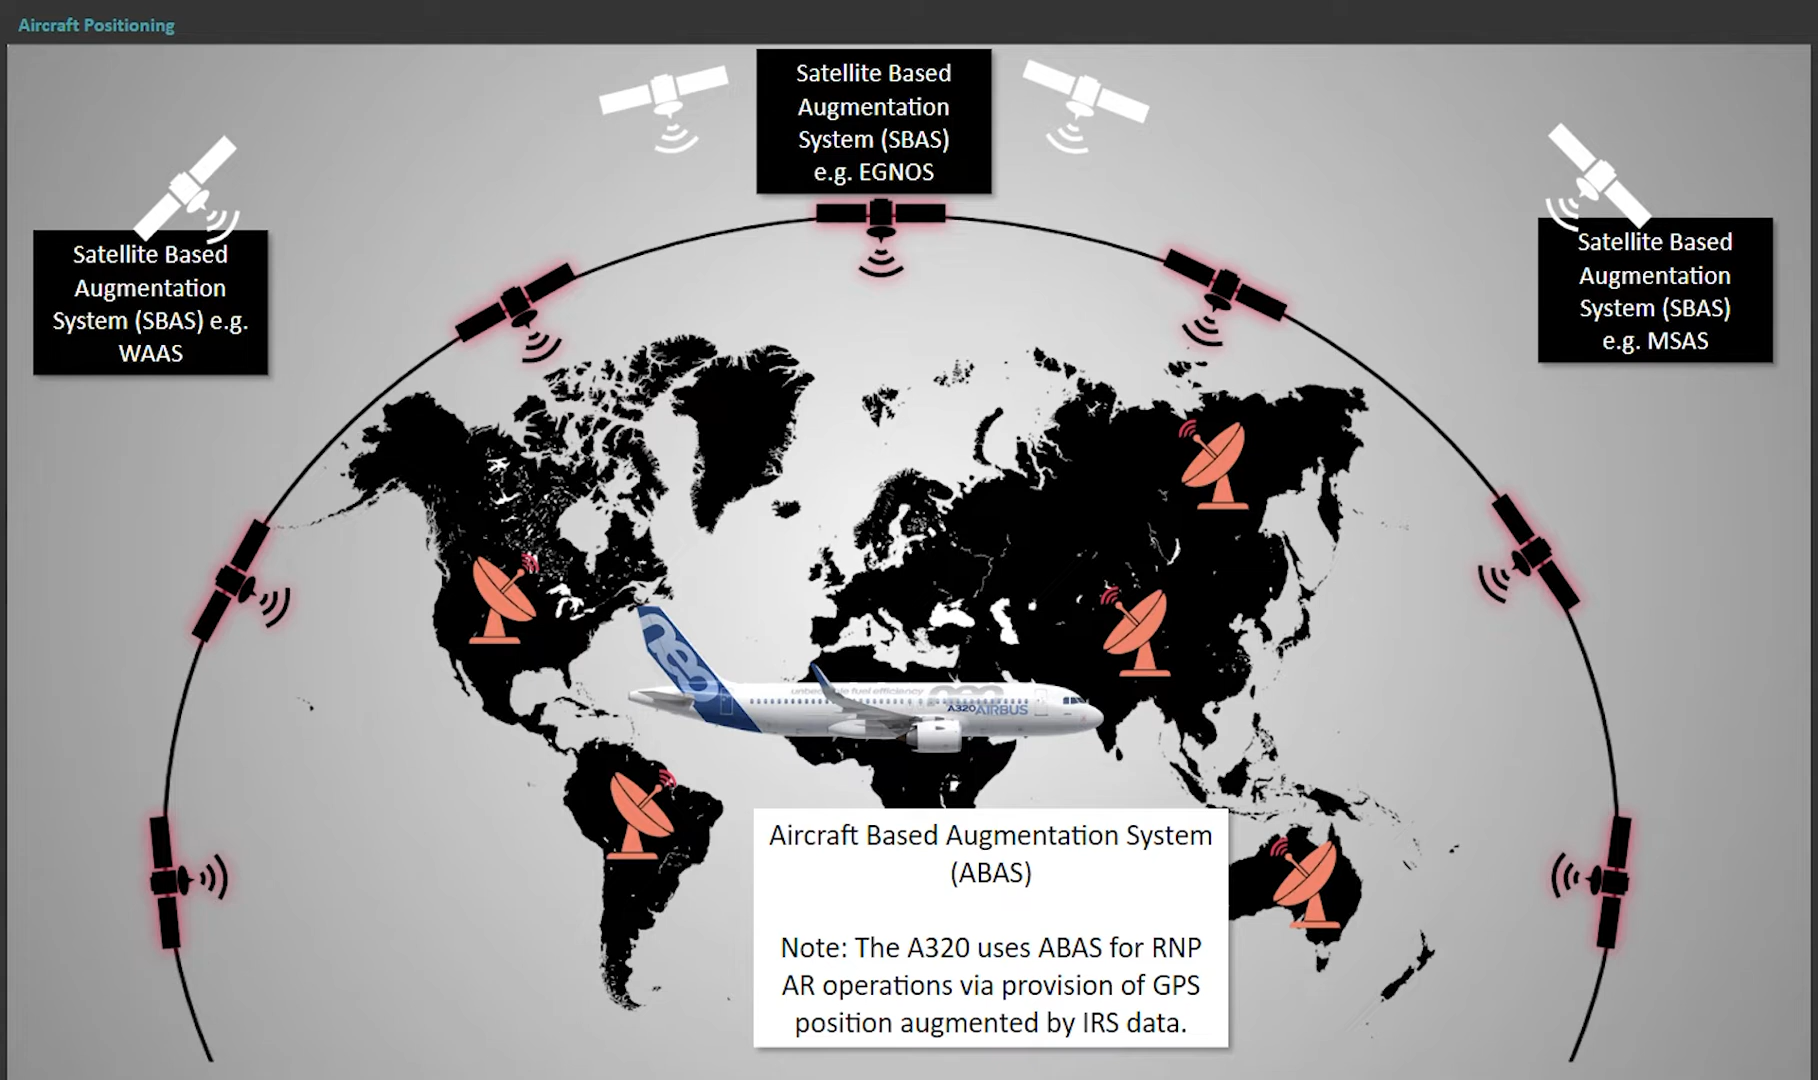 Aircraft Positioning
Satellite Based
Augmentation
System (SBAS)
e.g. EGNOS
Satellite Based
Augmentation
System (SBAS) e.g.
WAAS
Satellite Based
Augmentation
System (SBAS)
e.g. MSAS
neo
fuel efficiency
neo
A320 AIRBUS
Aircraft Based Augmentation System
(ABAS)
Note: The A320 uses ABAS for RNP
AR operations via provision of GPS
position augmented by IRS data.